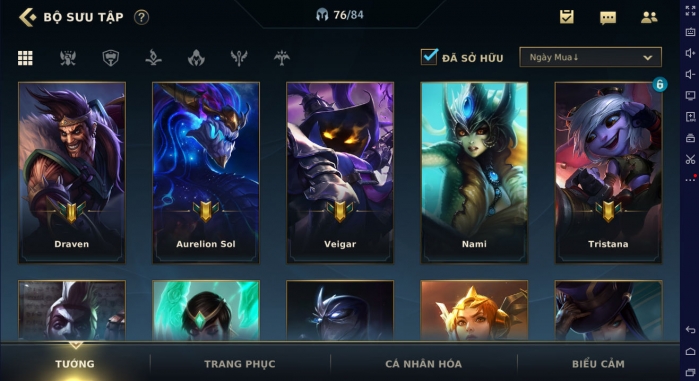 BỘ SƯU TẬP ?
76/84
ĐÃ SỞ HỮU
Ngày Mua↓
6
Draven
Aurelion Sol
Veigar
Nami
Tristana
TƯỚNG
TRANG PHỤC
CÁ NHÂN HÓA
BIỂU CẢM